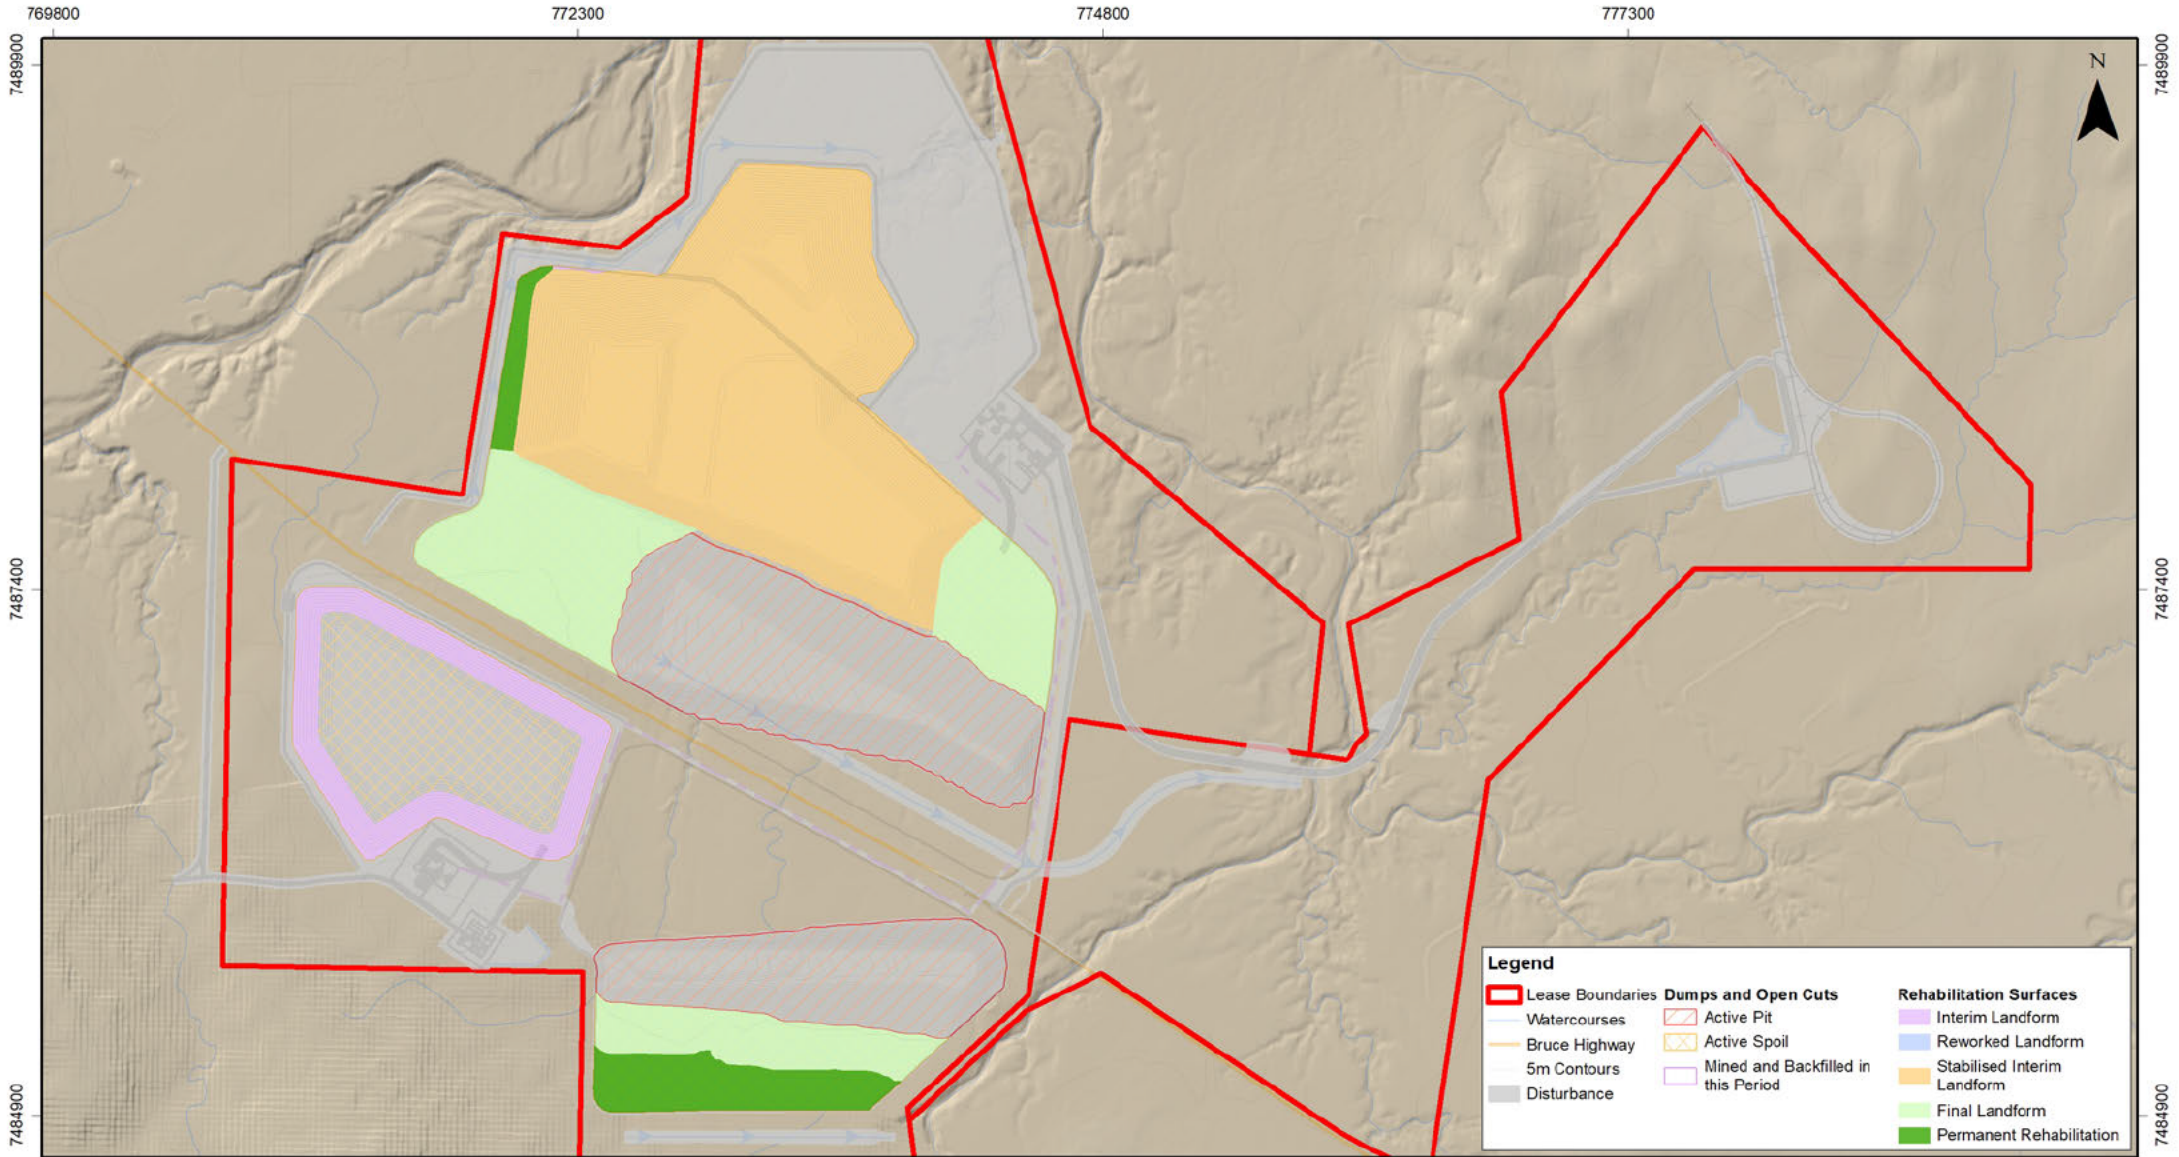 769800 772300 774800 777300
7489900 7489900
N
7487400 7487400
7484900 7484900
Legend
Lease Boundaries
Watercourses
Bruce Highway
5m Contours
Disturbance
Dumps and Open Cuts
Active Pit
Active Spoil
Mined and Backfilled in
this Period
Rehabilitation Surfaces
Interim Landform
Reworked Landform
Stabilised Interim
Landform
Final Landform
Permanent Rehabilitation